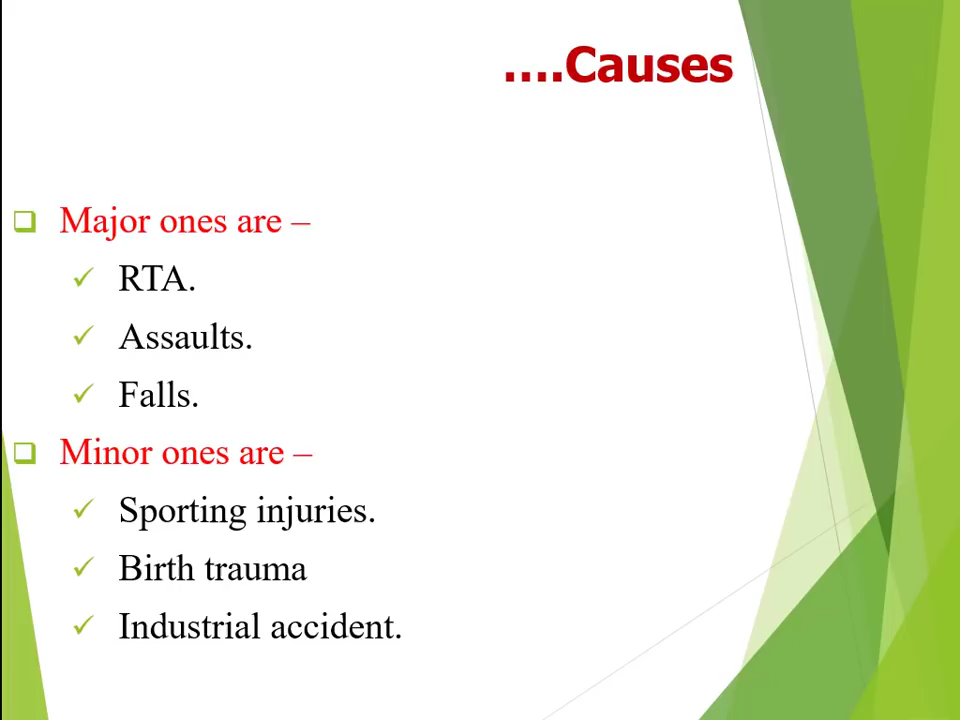 ....Causes
Major ones are –
RTA.
Assaults.
Falls.
Minor ones are –
Sporting injuries.
Birth trauma
Industrial accident.